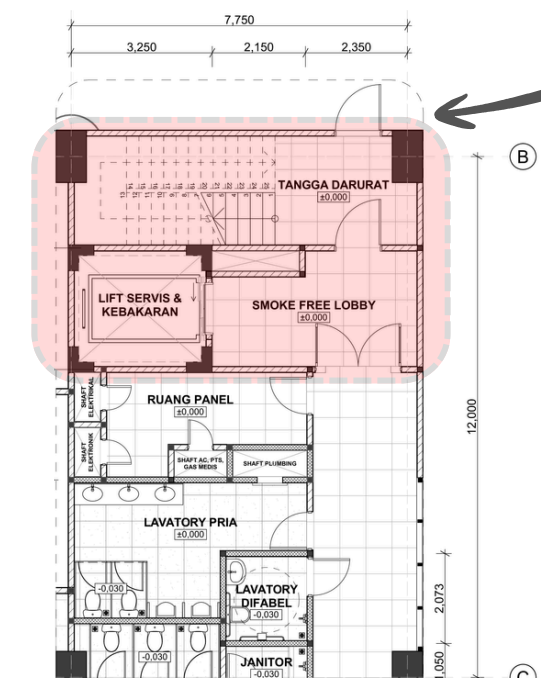 7,750
3,250
2,150
2,350
B
TANGGA DARURAT
±0,000
LIFT SERVIS &
KEBAKARAN
SMOKE FREE LOBBY
±0,000
SHAFT
ELEKTRIKAL
RUANG PANEL
±0,000
12,000
SHAFT
ELEKTRONIK
SHAFT AC, PTS,
GAS MEDIS
SHAFT PLUMBING
LAVATORY PRIA
±0,000
-0,030
LAVATORY
DIFABEL
-0,030
2,073
-0,030
JANITOR
-0,030
1,050
C